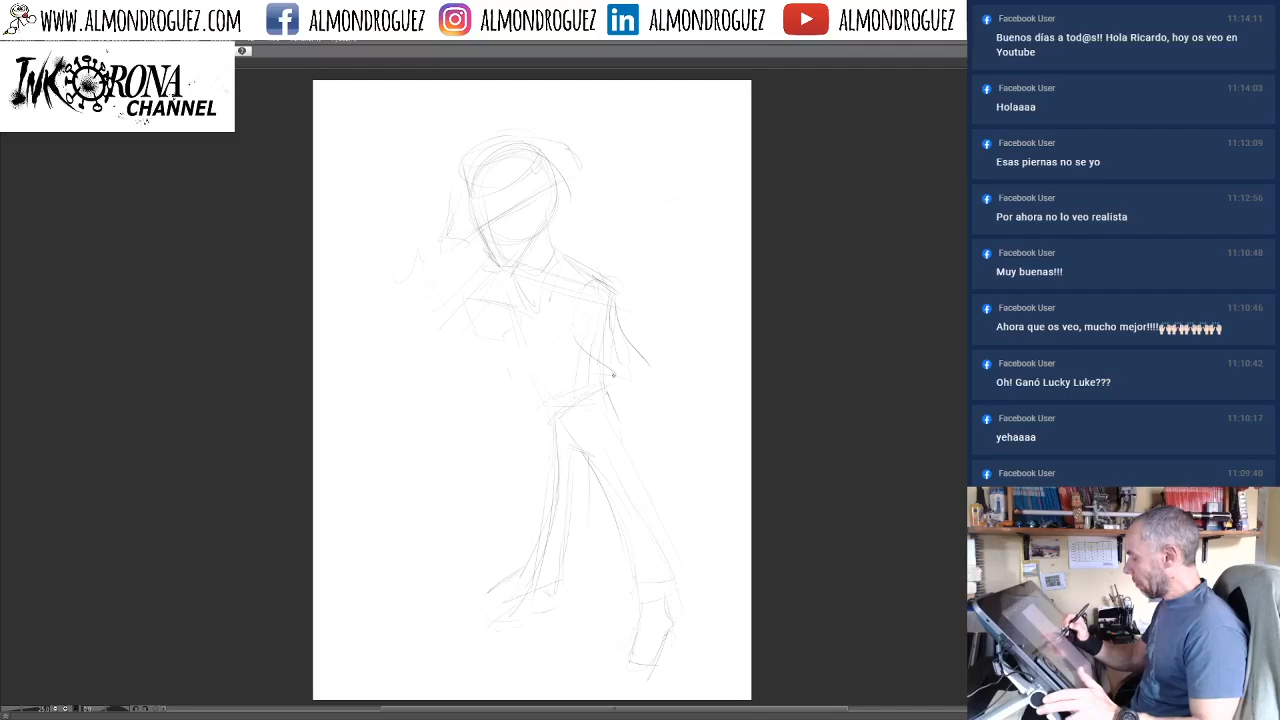 WWW.ALMONDROGUEZ.COM
ALMONDROGUEZ
ALMONDROGUEZ
ALMONDROGUEZ
ALMONDROGUEZ
INKORONA
CHANNEL
Facebook User 11:14:11
Buenos días a tod@s!! Hola Ricardo, hoy os veo en
Youtube
Facebook User 11:14:03
Holaaaa
Facebook User 11:13:09
Esas piernas no se yo
Facebook User 11:12:56
Por ahora no lo veo realista
Facebook User 11:10:48
Muy buenas!!!
Facebook User 11:10:46
Ahora que os veo, mucho mejor!!!!👏🏻👏🏻👏🏻👏🏻👏🏻👏🏻
Facebook User 11:10:42
Oh! Ganó Lucky Luke???
Facebook User 11:10:17
yehaaaa
Facebook User 11:09:40